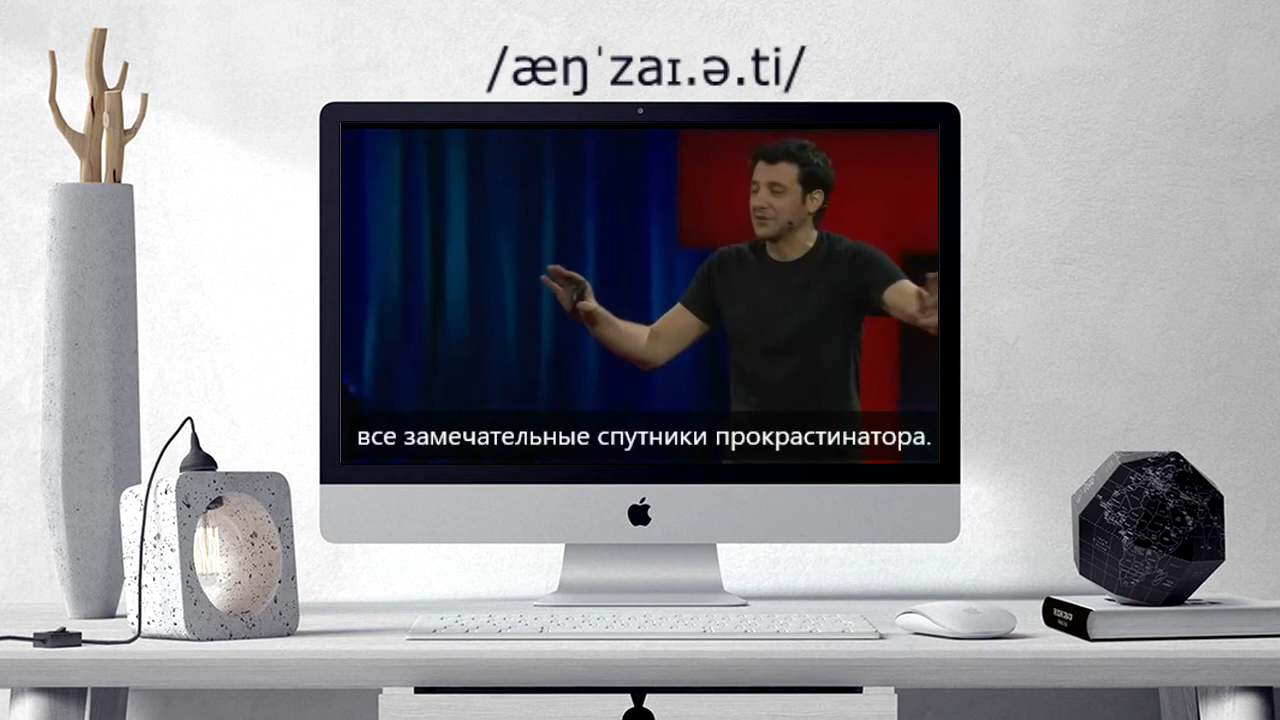 /æŋˈzaɪ.ə.ti/
все замечательные спутники прокрастинатора.